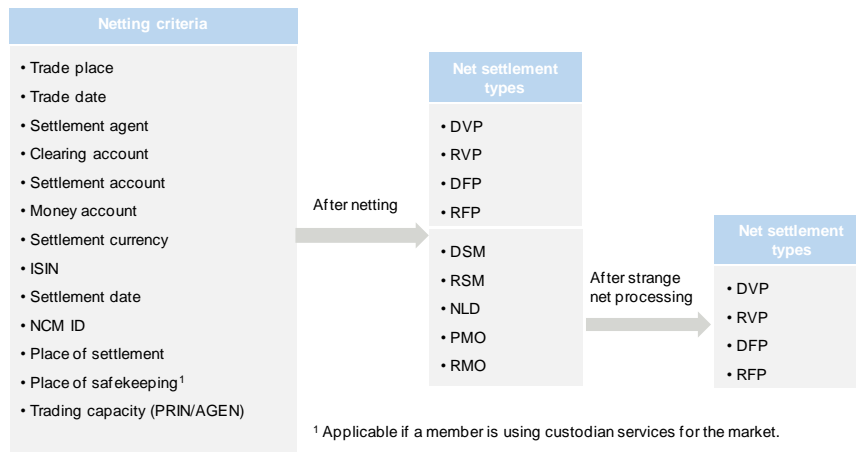 Netting criteria
• Trade place
• Trade date
• Settlement agent
• Clearing account
• Settlement account
• Money account
• Settlement currency
• ISIN
• Settlement date
• NCM ID
• Place of settlement
• Place of safekeeping¹
• Trading capacity (PRIN/AGEN)
After netting
Net settlement
types
• DVP
• RVP
• DFP
• RFP
• DSM
• RSM
• NLD
• PMO
• RMO
After strange
net processing
Net settlement
types
• DVP
• RVP
• DFP
• RFP
¹ Applicable if a member is using custodian services for the market.